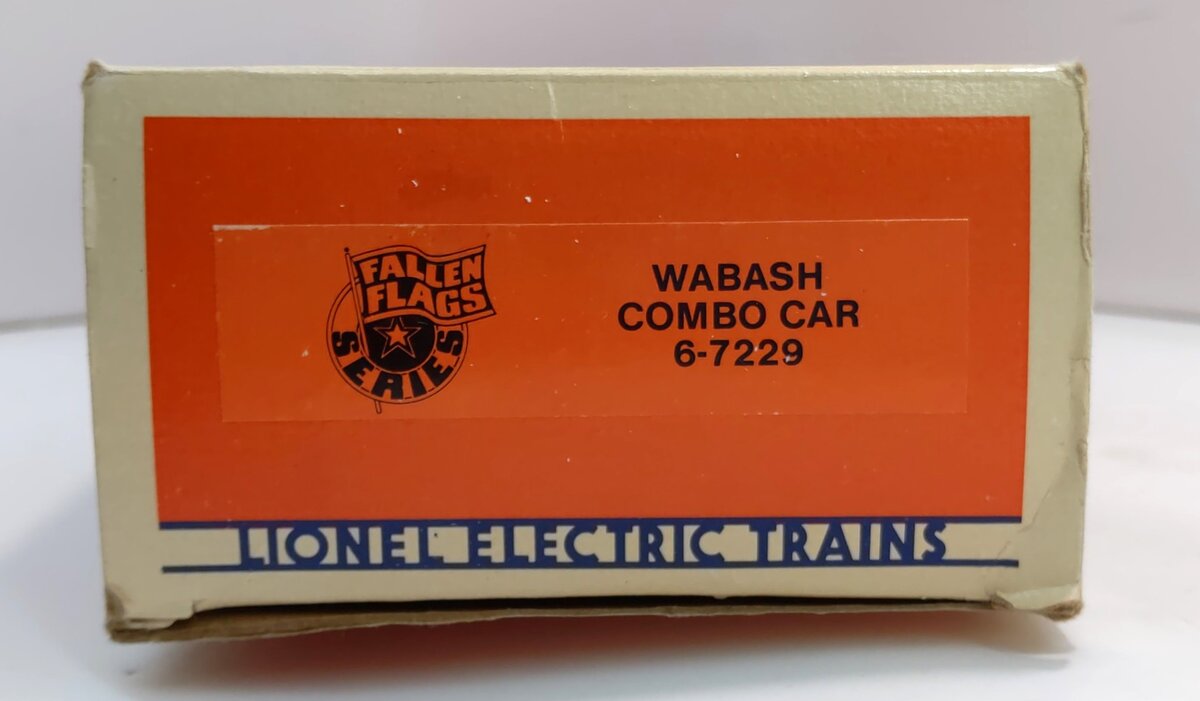 FALLEN
FLAGS
SERIES
WABASH
COMBO CAR
6-7229
LIONEL ELECTRIC TRAINS